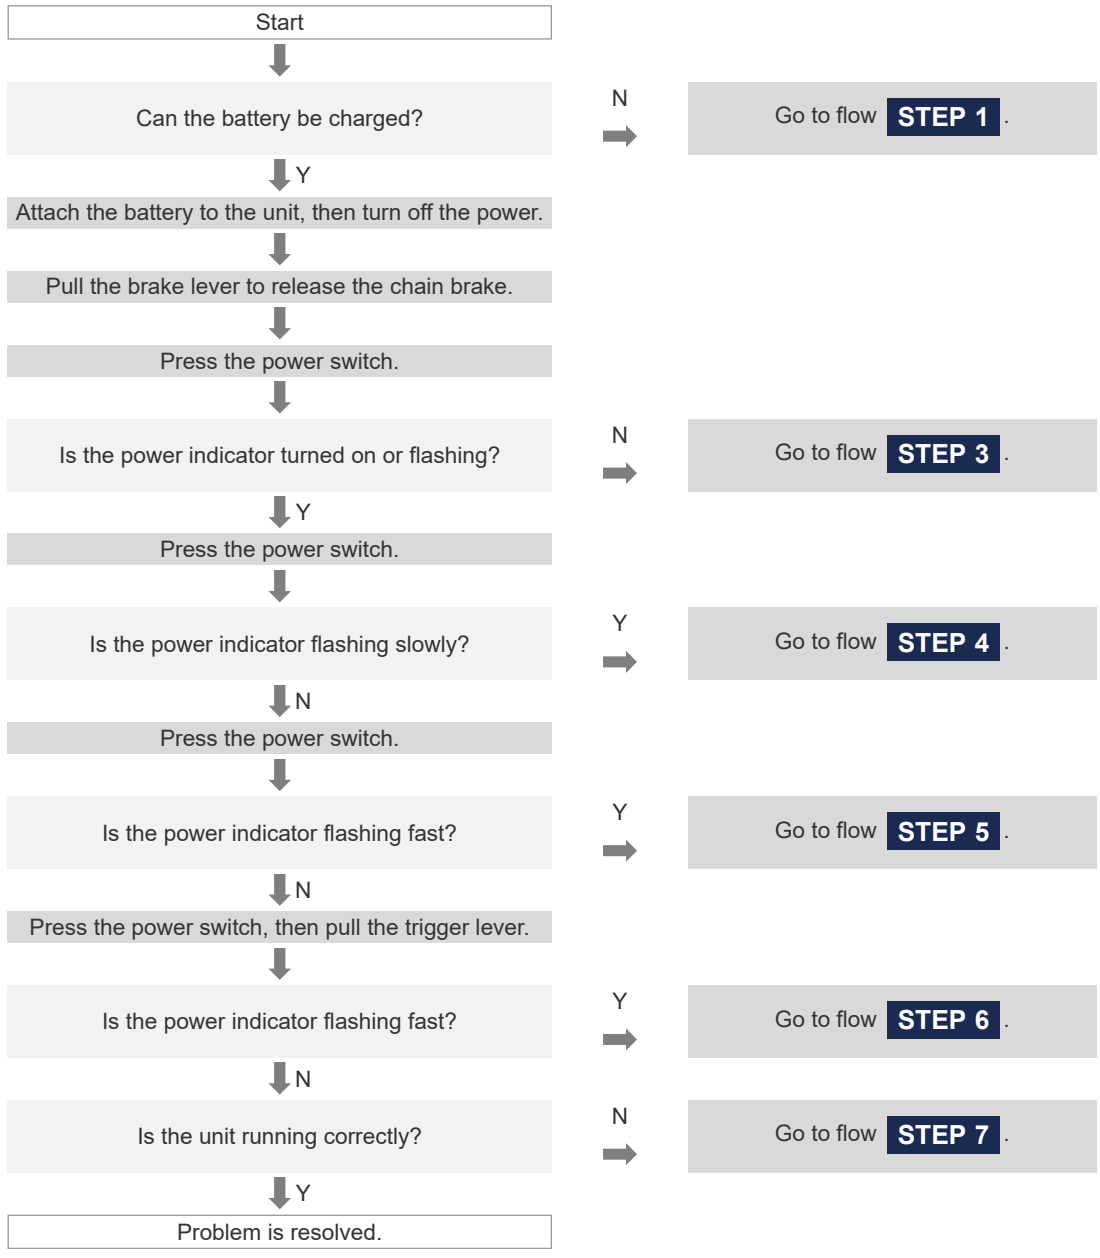 Start
Can the battery be charged?
N
Go to flow STEP 1 .
Y
Attach the battery to the unit, then turn off the power.
Pull the brake lever to release the chain brake.
Press the power switch.
Is the power indicator turned on or flashing?
N
Go to flow STEP 3 .
Y
Press the power switch.
Is the power indicator flashing slowly?
Y
Go to flow STEP 4 .
N
Press the power switch.
Is the power indicator flashing fast?
Y
Go to flow STEP 5 .
N
Press the power switch, then pull the trigger lever.
Is the power indicator flashing fast?
Y
Go to flow STEP 6 .
N
Is the unit running correctly?
N
Go to flow STEP 7 .
Y
Problem is resolved.